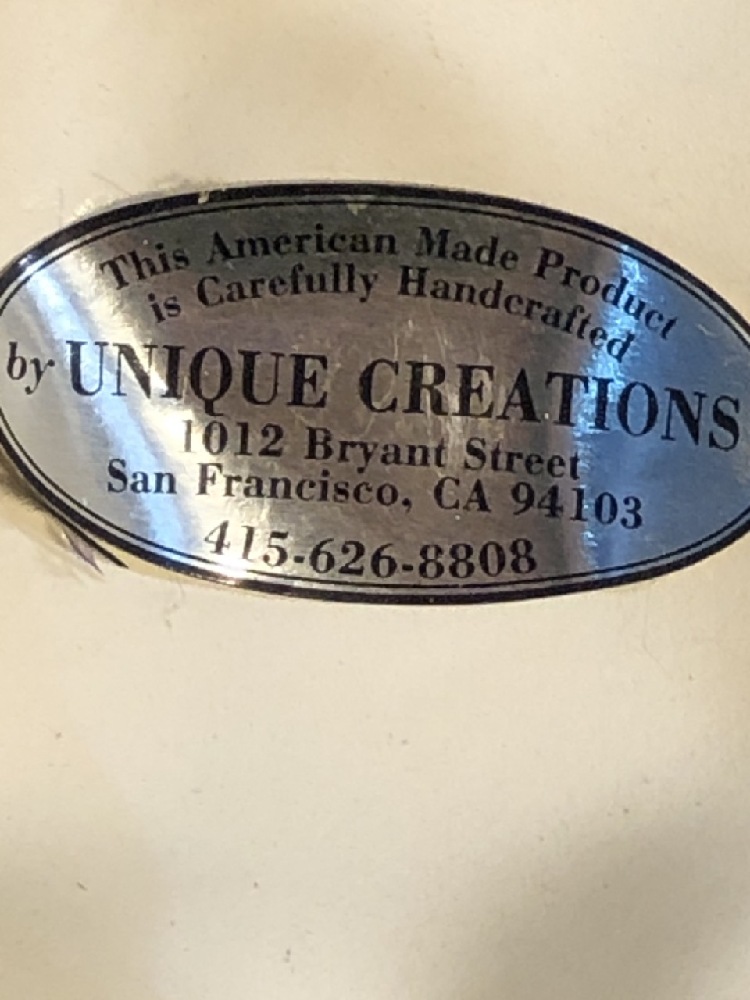 This American Made Product
is Carefully Handcrafted
by UNIQUE CREATIONS
1012 Bryant Street
San Francisco, CA 94103
415-626-8808